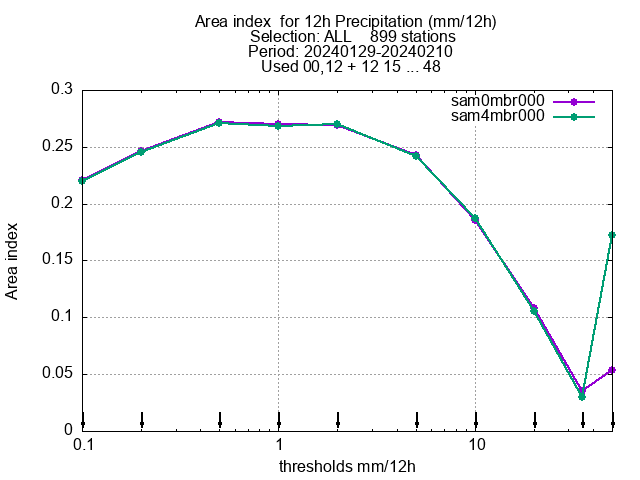 Area index  for 12h Precipitation (mm/12h)
Selection: ALL    899 stations
Period: 20240129-20240210
Used 00,12 + 12 15 ... 48
sam0mbr000
sam4mbr000
0.3
0.25
0.2
0.15
0.1
0.05
0
Area index
0.1 1 10
thresholds mm/12h